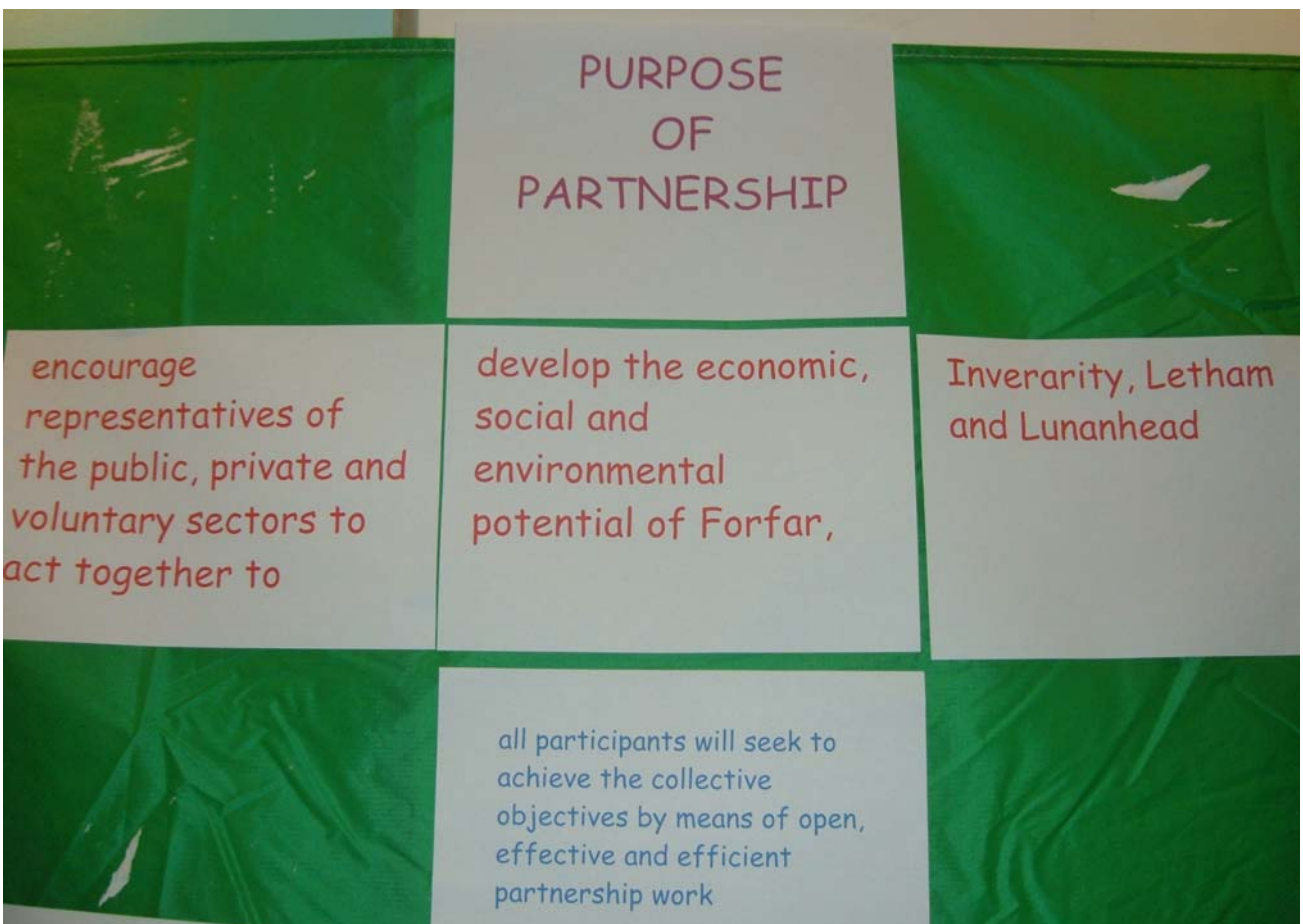 PURPOSE
OF
PARTNERSHIP
encourage
representatives of
the public, private and
voluntary sectors to
act together to
develop the economic,
social and
environmental
potential of Forfar,
Inverarity, Letham
and Lunanhead
all participants will seek to
achieve the collective
objectives by means of open,
effective and efficient
partnership work